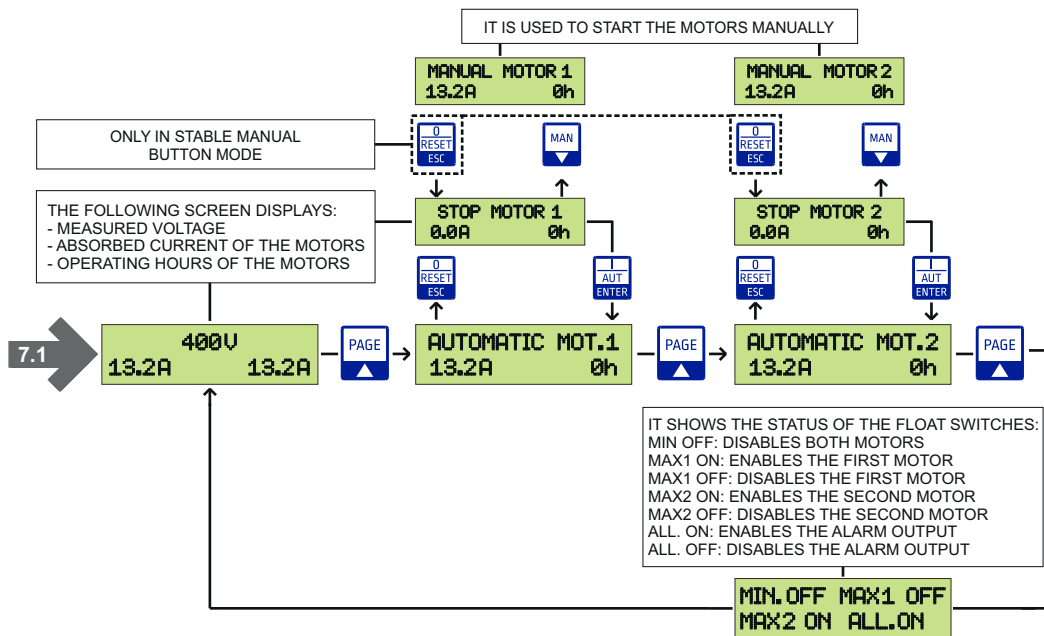 IT IS USED TO START THE MOTORS MANUALLY
MANUAL MOTOR 1
13.2A 0h
MANUAL MOTOR 2
13.2A 0h
ONLY IN STABLE MANUAL
BUTTON MODE
0
RESET
ESC
MAN
0
RESET
ESC
MAN
THE FOLLOWING SCREEN DISPLAYS:
- MEASURED VOLTAGE
- ABSORBED CURRENT OF THE MOTORS
- OPERATING HOURS OF THE MOTORS
STOP MOTOR 1
0.0A 0h
STOP MOTOR 2
0.0A 0h
0
RESET
ESC
I
AUT
ENTER
0
RESET
ESC
I
AUT
ENTER
7.1
400V
13.2A 13.2A
PAGE
AUTOMATIC MOT.1
13.2A 0h
PAGE
AUTOMATIC MOT.2
13.2A 0h
PAGE
IT SHOWS THE STATUS OF THE FLOAT SWITCHES:
MIN OFF: DISABLES BOTH MOTORS
MAX1 ON: ENABLES THE FIRST MOTOR
MAX1 OFF: DISABLES THE FIRST MOTOR
MAX2 ON: ENABLES THE SECOND MOTOR
MAX2 OFF: DISABLES THE SECOND MOTOR
ALL. ON: ENABLES THE ALARM OUTPUT
ALL. OFF: DISABLES THE ALARM OUTPUT
MIN.OFF MAX1 OFF
MAX2 ON ALL.ON